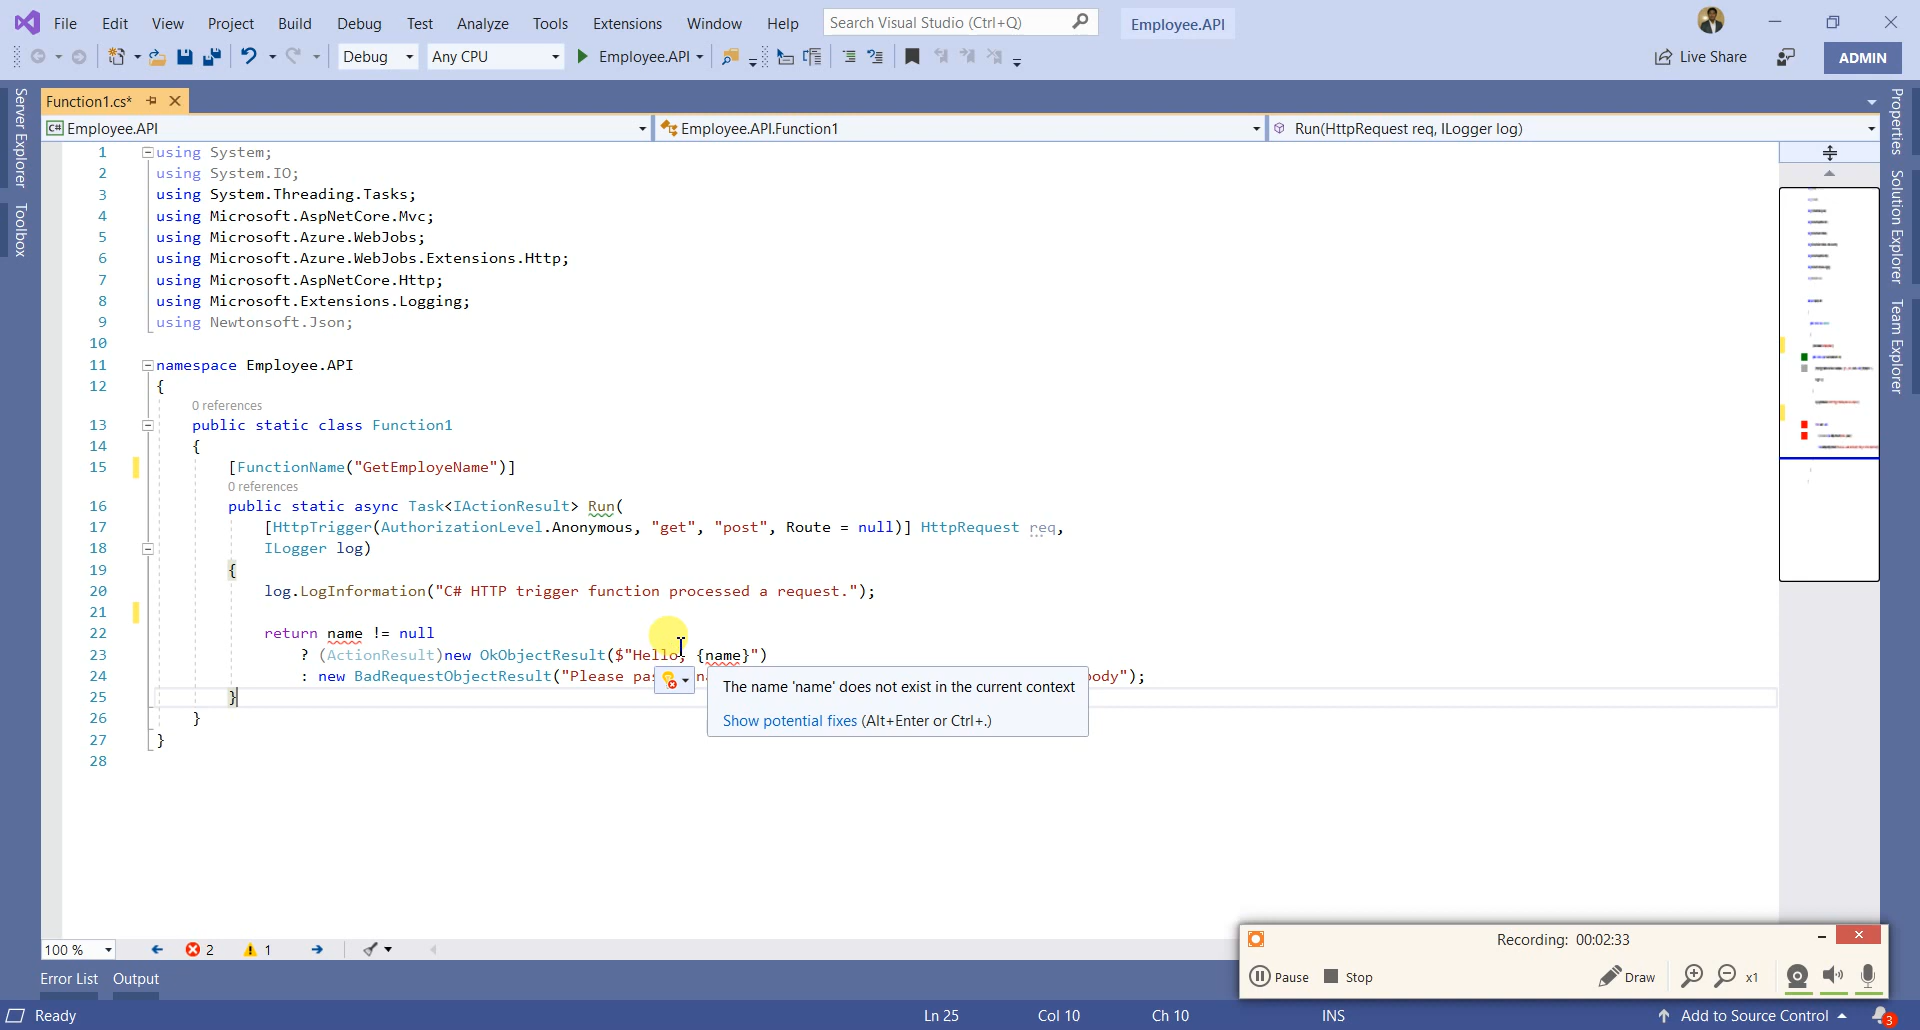 File Edit View Project Build Debug Test Analyze Tools Extensions Window Help Search Visual Studio (Ctrl+Q) Employee.API
Debug Any CPU Employee.API Live Share ADMIN
Server Explorer
Toolbox
Function1.cs*
C# Employee.API Employee.API.Function1 Run(HttpRequest req, ILogger log)
Properties
Solution Explorer
Team Explorer
1 using System;
2 using System.IO;
3 using System.Threading.Tasks;
4 using Microsoft.AspNetCore.Mvc;
5 using Microsoft.Azure.WebJobs;
6 using Microsoft.Azure.WebJobs.Extensions.Http;
7 using Microsoft.AspNetCore.Http;
8 using Microsoft.Extensions.Logging;
9 using Newtonsoft.Json;
10
11 namespace Employee.API
12 {
0 references
13 public static class Function1
14 {
15 [FunctionName("GetEmployeName")]
0 references
16 public static async Task<IActionResult> Run(
17 [HttpTrigger(AuthorizationLevel.Anonymous, "get", "post", Route = null)] HttpRequest req,
18 ILogger log)
19 {
20 log.LogInformation("C# HTTP trigger function processed a request.");
21
22 return name != null
23 ? (ActionResult)new OkObjectResult($"Hello, {name}")
24 : new BadRequestObjectResult("Please pas ody");
The name 'name' does not exist in the current context
Show potential fixes (Alt+Enter or Ctrl+.)
25 }
26 }
27 }
28
100 % 2 1
Recording: 00:02:33
Pause Stop Draw x1
Error List Output
Ready Ln 25 Col 10 Ch 10 INS Add to Source Control 3